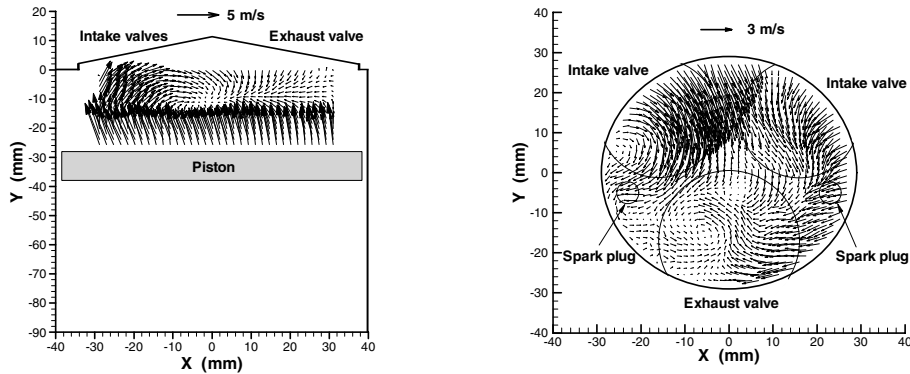 20
10
0
-10
-20
-30
-40
-50
-60
-70
-80
-90
Y (mm)
5 m/s
Intake valves
Exhaust valve
Piston
-40 -30 -20 -10 0 10 20 30 40
X (mm)
40
30
20
10
0
-10
-20
-30
-40
Y (mm)
3 m/s
Intake valve
Intake valve
Spark plug
Spark plug
Exhaust valve
-40 -30 -20 -10 0 10 20 30 40
X (mm)